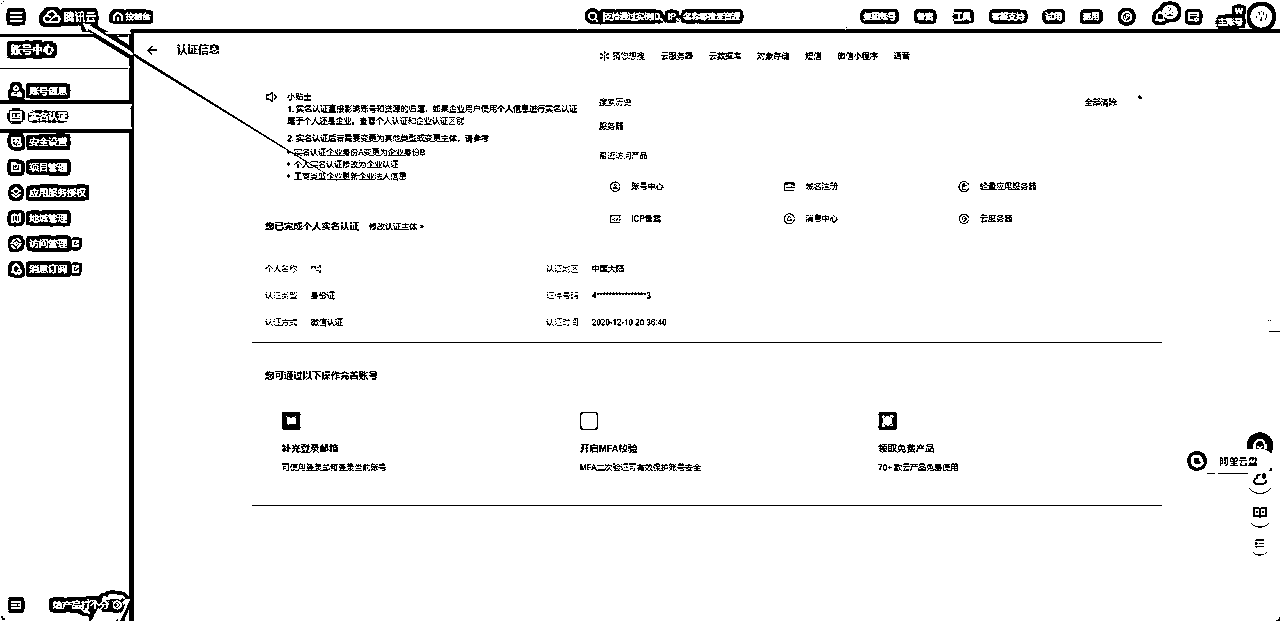 腾讯云
控制台
支持通过实例ID、IP、名称等搜索资源
集团账号
备案
工具
客服支持
费用
主账号
账号中心
账号信息
实名认证
安全设置
项目管理
应用服务授权
地域管理
访问管理
消息订阅
认证信息
猜您想搜 云服务器 云数据库 对象存储 短信 微信小程序 语音
小贴士
1. 实名认证直接影响账号和资源的归属，如果企业用户使用个人信息进行实名认证
属于个人还是企业。查看个人认证和企业认证区别
2. 实名认证后若需要变更为其他类型或变更主体，请参考
• 实名认证企业身份A变更为企业身份B
• 个人实名认证修改为企业认证
• 工商类型企业更新企业法人信息
搜索历史
全部清除
服务器
最近访问产品
账号中心 域名注册 轻量应用服务器
ICP备案 消息中心 云服务器
您已完成个人实名认证 修改认证主体
个人名称
认证地区 中国大陆
认证类型 身份证
证件号码 4****************3
认证方式 微信认证
认证时间 2020-12-10 20:36:40
您可通过以下操作完善账号
补充登录邮箱
可使用登录邮箱登录当前账号
开启MFA校验
MFA二次验证可有效保护账号安全
领取免费产品
70+ 款云产品免费使用
阿里云盘
给产品打个分